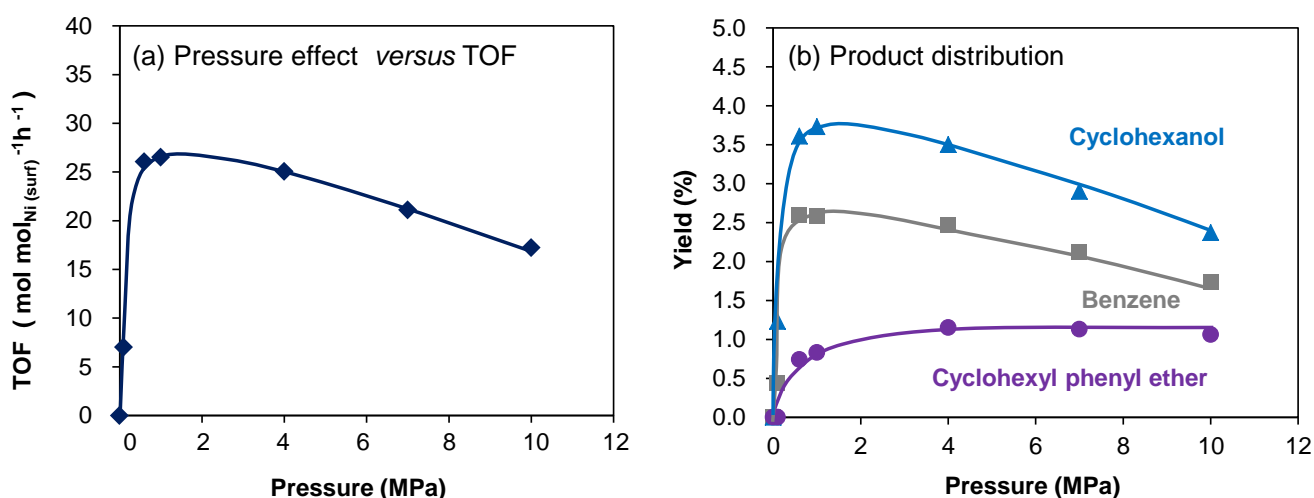 (a) Pressure effect versus TOF
TOF ( mol molNi (surf) -1h -1)
40
35
30
25
20
15
10
5
0
0 2 4 6 8 10 12
Pressure (MPa)
(b) Product distribution
Yield (%)
5.0
4.5
4.0
3.5
3.0
2.5
2.0
1.5
1.0
0.5
0.0
Cyclohexanol
Benzene
Cyclohexyl phenyl ether
0 2 4 6 8 10 12
Pressure (MPa)